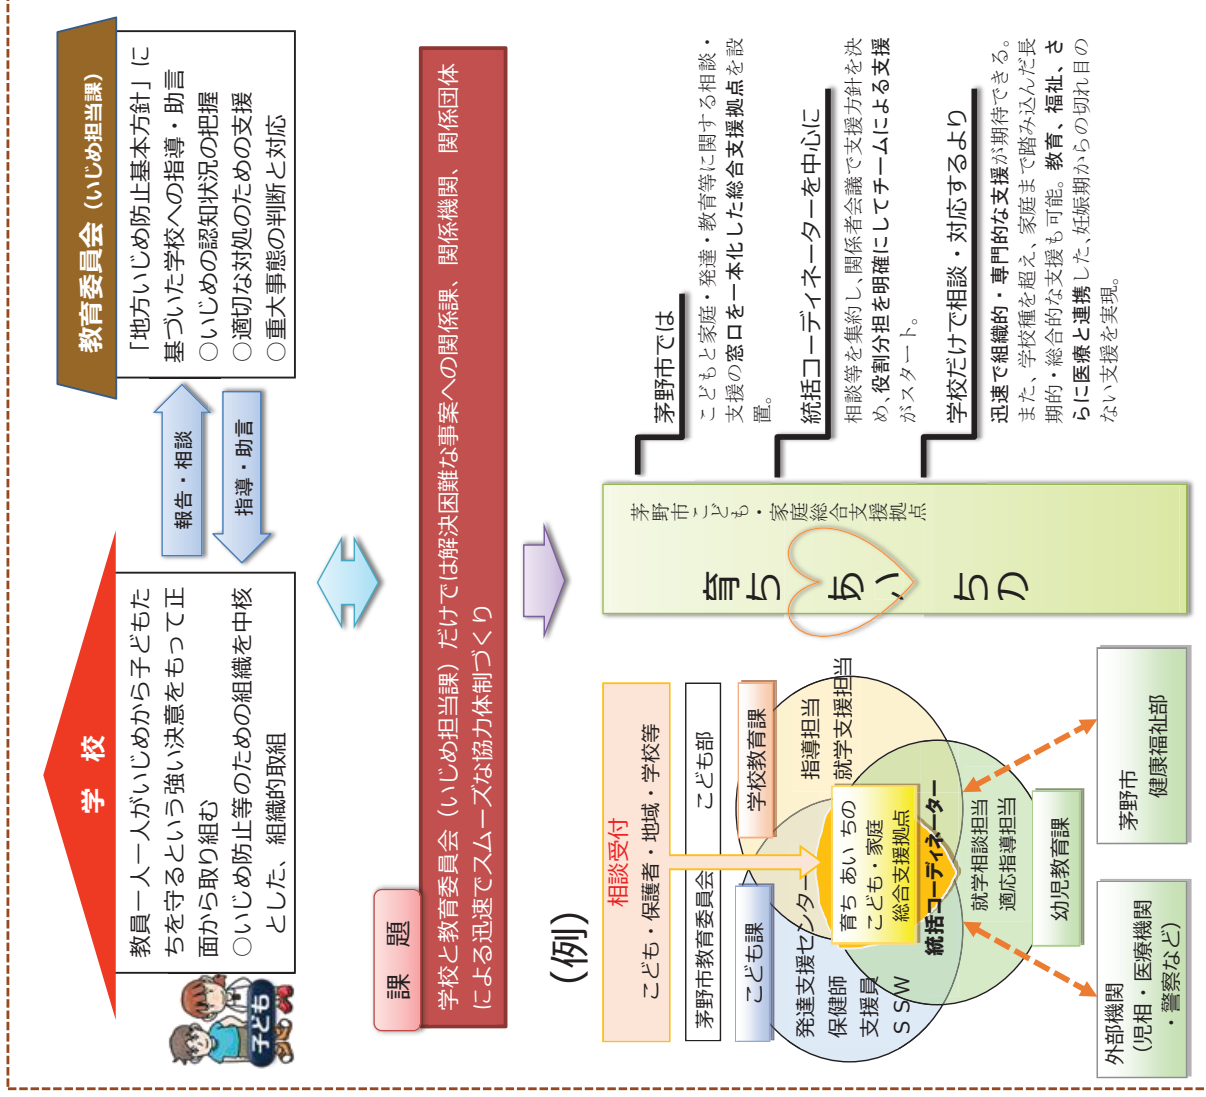 学　校
教員一人一人がいじめから子どもた
ちを守るという強い決意をもって正
面から取り組む
○いじめ防止等のための組織を中核
とした、組織的取組
子ども
報告・相談
指導・助言
教育委員会（いじめ担当課）
「地方いじめ防止基本方針」に
基づいた学校への指導・助言
○いじめの認知状況の把握
○適切な対処のための支援
○重大事態の判断と対応
課　題
学校と教育委員会（いじめ担当課）だけでは解決困難な事案への関係課、関係機関、関係団体
による迅速でスムーズな協力体制づくり
（例）
相談受付
こども・保護者・地域・学校等
茅野市教育委員会
こども部
こども課
学校教育課
発達支援センター
保健師
支援員
ＳＳＷ
指導担当
就学支援担当
育ち あい ちの
こども・家庭
総合支援拠点
統括コーディネーター
就学相談担当
適応指導担当
幼児教育課
外部機関
(児相・医療機関
・警察など)
茅野市
健康福祉部
茅野市こども・家庭総合支援拠点
育ち あい ちの
茅野市では
こどもと家庭・発達・教育等に関する相談・
支援の窓口を一本化した総合支援拠点を設
置。
統括コーディネーターを中心に
相談等を集約し、関係者会議で支援方針を決
め、役割分担を明確にしてチームによる支援
がスタート。
学校だけで相談・対応するより
迅速で組織的・専門的な支援が期待できる。
また、学校種を超え、家庭まで踏み込んだ長
期的・総合的な支援も可能。教育、福祉、さ
らに医療と連携した、妊娠期からの切れ目の
ない支援を実現。